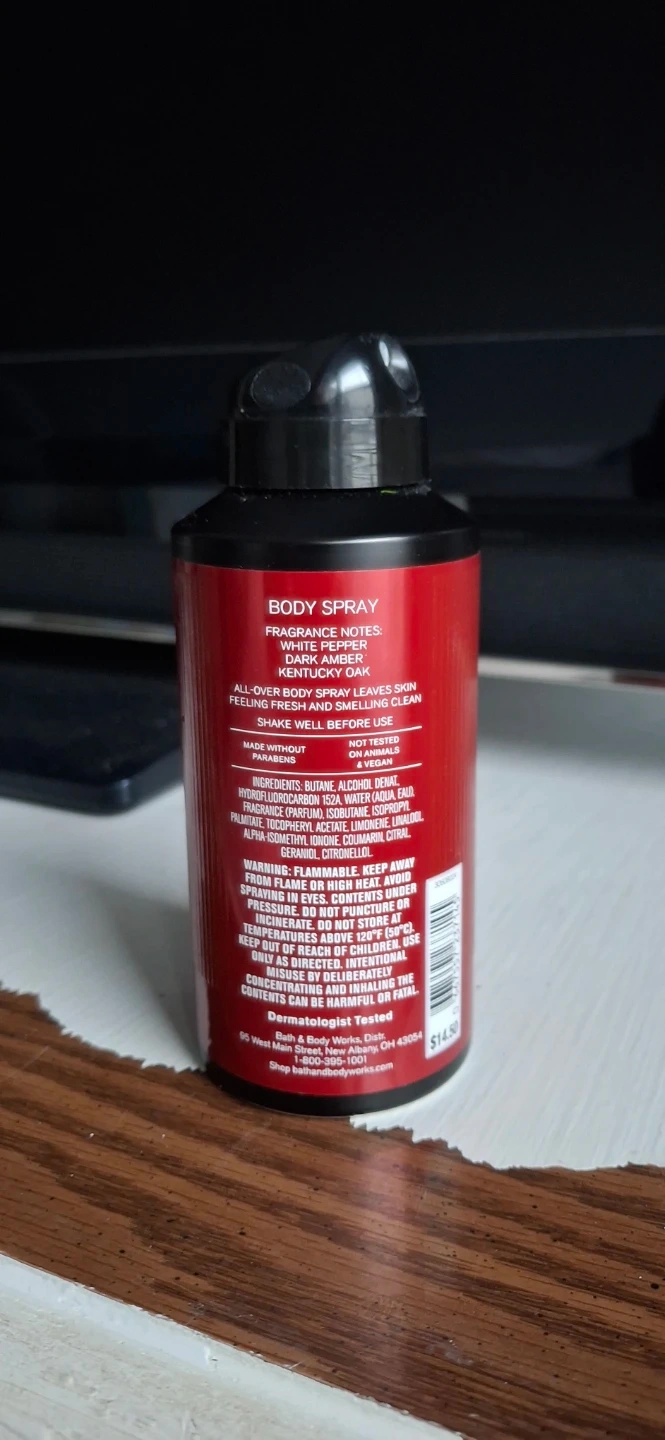 BODY SPRAY
FRAGRANCE NOTES:
WHITE PEPPER
DARK AMBER
KENTUCKY OAK
ALL-OVER BODY SPRAY LEAVES SKIN
FEELING FRESH AND SMELLING CLEAN
SHAKE WELL BEFORE USE
MADE WITHOUT
PARABENS
NOT TESTED
ON ANIMALS
& VEGAN
INGREDIENTS: BUTANE, ALCOHOL DENAT.,
HYDROFLUOROCARBON 152A, WATER (AQUA, EAU),
FRAGRANCE (PARFUM), ISOBUTANE, ISOPROPYL
PALMITATE, TOCOPHERYL ACETATE, LIMONENE, LINALOOL,
ALPHA-ISOMETHYL IONONE, COUMARIN, CITRAL,
GERANIOL, CITRONELLOL.
WARNING: FLAMMABLE. KEEP AWAY
FROM FLAME OR HIGH HEAT. AVOID
SPRAYING IN EYES. CONTENTS UNDER
PRESSURE. DO NOT PUNCTURE OR
INCINERATE. DO NOT STORE AT
TEMPERATURES ABOVE 120°F (50°C).
KEEP OUT OF REACH OF CHILDREN. USE
ONLY AS DIRECTED. INTENTIONAL
MISUSE BY DELIBERATELY
CONCENTRATING AND INHALING THE
CONTENTS CAN BE HARMFUL OR FATAL.
Dermatologist Tested
Bath & Body Works, Distr.
95 West Main Street, New Albany, OH 43054
1-800-395-1001
Shop bathandbodyworks.com
$14.50